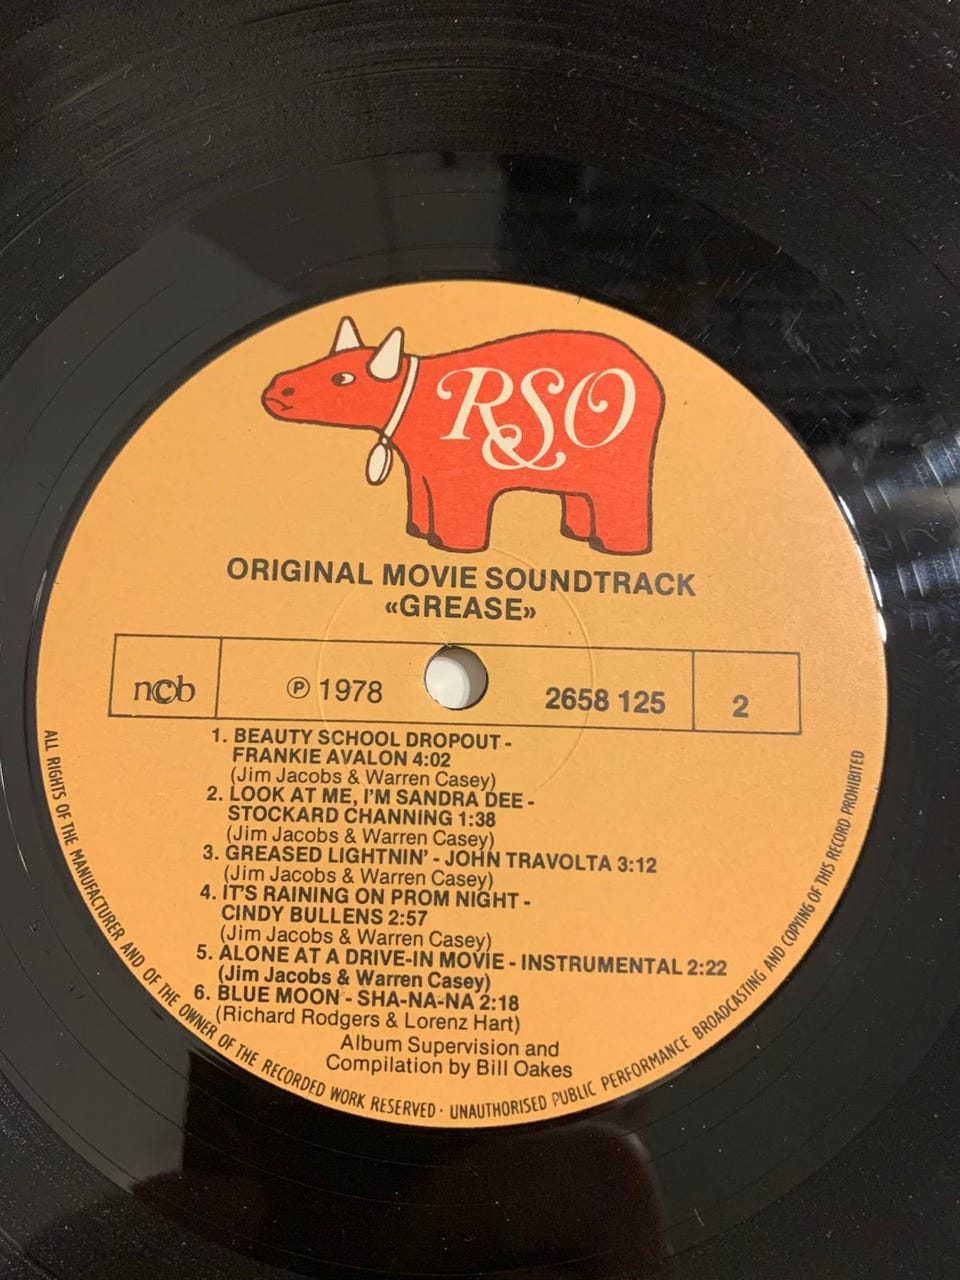 RSO
ORIGINAL MOVIE SOUNDTRACK
«GREASE»
ncb
℗ 1978
2658 125
2
1. BEAUTY SCHOOL DROPOUT -
FRANKIE AVALON 4:02
(Jim Jacobs & Warren Casey)
2. LOOK AT ME, I'M SANDRA DEE -
STOCKARD CHANNING 1:38
(Jim Jacobs & Warren Casey)
3. GREASED LIGHTNIN' - JOHN TRAVOLTA 3:12
(Jim Jacobs & Warren Casey)
4. IT'S RAINING ON PROM NIGHT -
CINDY BULLENS 2:57
(Jim Jacobs & Warren Casey)
5. ALONE AT A DRIVE-IN MOVIE - INSTRUMENTAL 2:22
(Jim Jacobs & Warren Casey)
6. BLUE MOON - SHA-NA-NA 2:18
(Richard Rodgers & Lorenz Hart)
Album Supervision and
Compilation by Bill Oakes
ALL RIGHTS OF THE MANUFACTURER AND OF THE OWNER OF THE RECORDED WORK RESERVED · UNAUTHORISED PUBLIC PERFORMANCE BROADCASTING AND COPYING OF THIS RECORD PROHIBITED